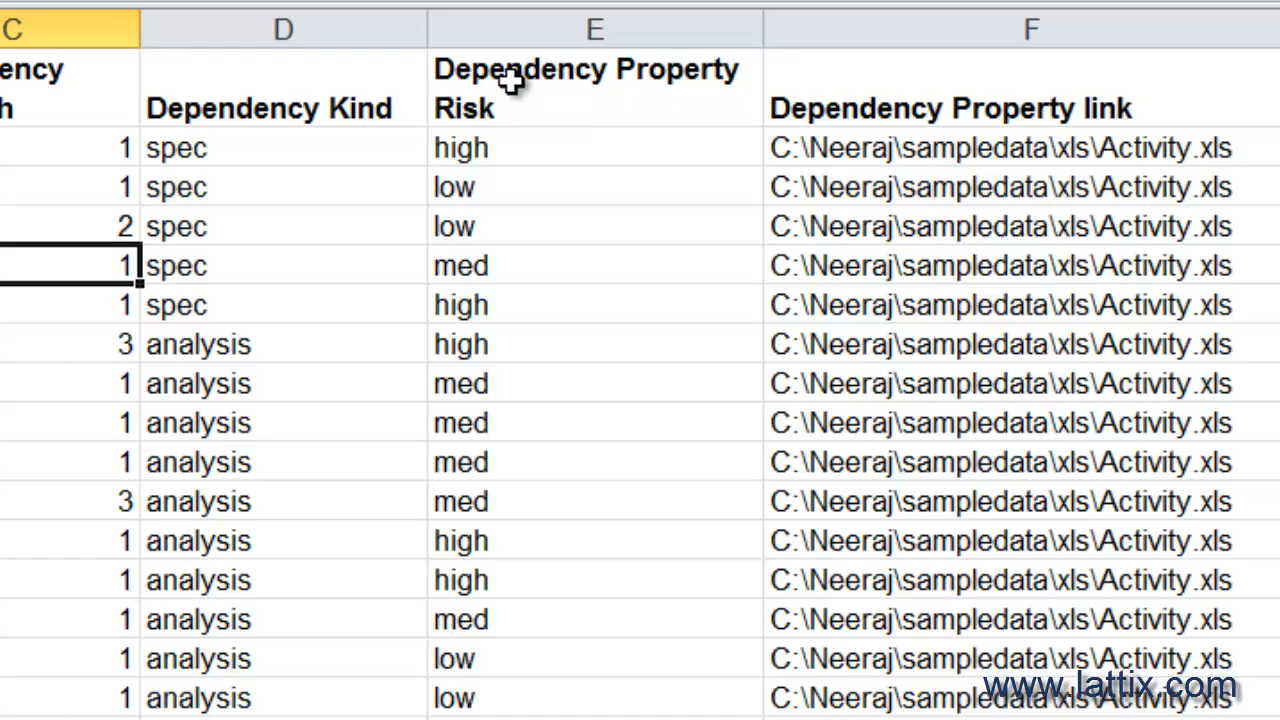 C D E F
ency Dependency Property
h Dependency Kind Risk Dependency Property link
1 spec high C:\Neeraj\sampledata\xls\Activity.xls
1 spec low C:\Neeraj\sampledata\xls\Activity.xls
2 spec low C:\Neeraj\sampledata\xls\Activity.xls
1 spec med C:\Neeraj\sampledata\xls\Activity.xls
1 spec high C:\Neeraj\sampledata\xls\Activity.xls
3 analysis high C:\Neeraj\sampledata\xls\Activity.xls
1 analysis med C:\Neeraj\sampledata\xls\Activity.xls
1 analysis med C:\Neeraj\sampledata\xls\Activity.xls
1 analysis med C:\Neeraj\sampledata\xls\Activity.xls
3 analysis med C:\Neeraj\sampledata\xls\Activity.xls
1 analysis high C:\Neeraj\sampledata\xls\Activity.xls
1 analysis high C:\Neeraj\sampledata\xls\Activity.xls
1 analysis med C:\Neeraj\sampledata\xls\Activity.xls
1 analysis low C:\Neeraj\sampledata\xls\Activity.xls
1 analysis low C:\Neeraj\sampledata\xls\Activity.xls
www.lattix.com